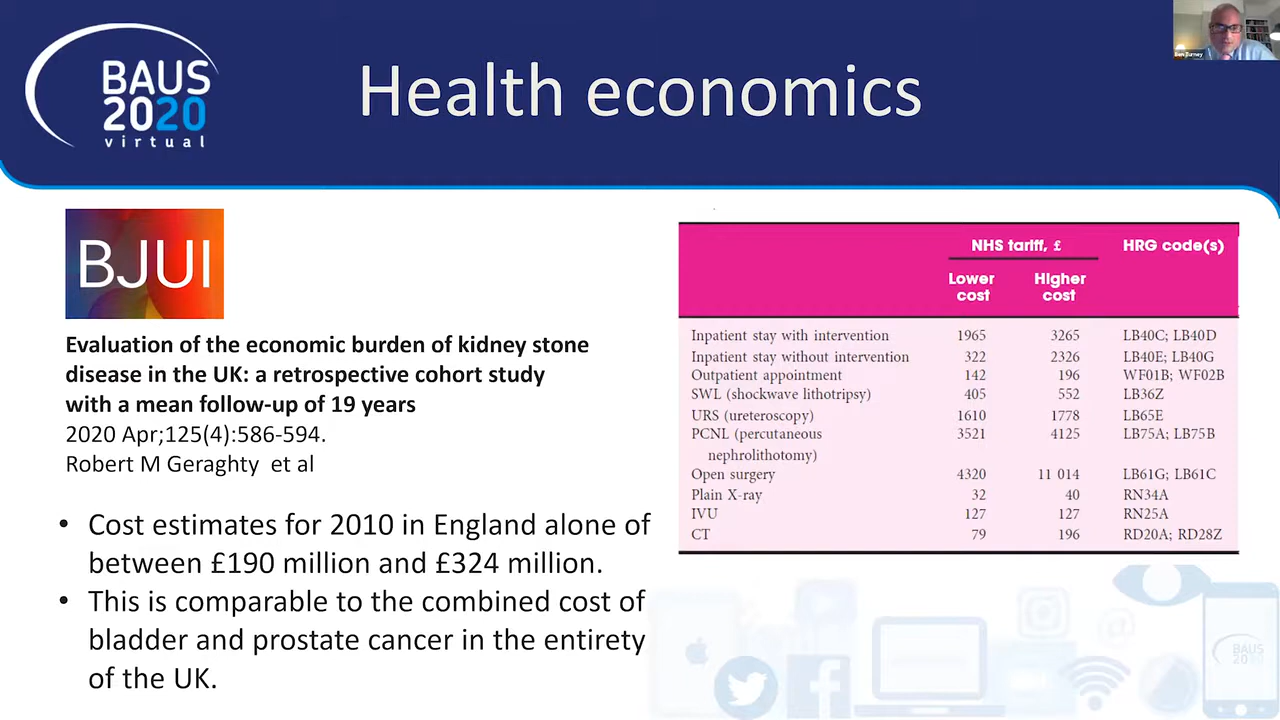 BAUS
2020
virtual
Health economics
Ben Turney
BJUI
Evaluation of the economic burden of kidney stone
disease in the UK: a retrospective cohort study
with a mean follow-up of 19 years
2020 Apr;125(4):586-594.
Robert M Geraghty et al
• Cost estimates for 2010 in England alone of
between £190 million and £324 million.
• This is comparable to the combined cost of
bladder and prostate cancer in the entirety
of the UK.
NHS tariff, £ HRG code(s)
Lower Higher
cost cost
Inpatient stay with intervention 1965 3265 LB40C; LB40D
Inpatient stay without intervention 322 2326 LB40E; LB40G
Outpatient appointment 142 196 WF01B; WF02B
SWL (shockwave lithotripsy) 405 552 LB36Z
URS (ureteroscopy) 1610 1778 LB65E
PCNL (percutaneous 3521 4125 LB75A; LB75B
nephrolithotomy)
Open surgery 4320 11 014 LB61G; LB61C
Plain X-ray 32 40 RN34A
IVU 127 127 RN25A
CT 79 196 RD20A; RD28Z
BAUS
2020